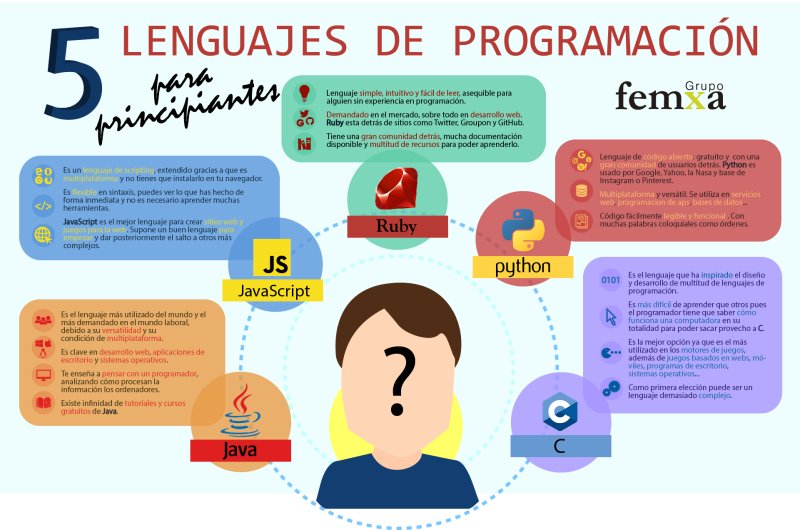 5 LENGUAJES DE PROGRAMACIÓN
para
principiantes
Grupo
femxa
Lenguaje simple, intuitivo y fácil de leer, asequible para
alguien sin experiencia en programación.
Demandado en el mercado, sobre todo en desarrollo web.
Ruby esta detrás de sitios como Twitter, Groupon y GitHub.
Tiene una gran comunidad detrás, mucha documentación
disponible y multitud de recursos para poder aprenderlo.
Ruby
Es un lenguaje de scripting, extendido gracias a que es
multiplataforma y no tienes que instalarlo en tu navegador.
Es flexible en sintaxis, puedes ver lo que has hecho de
forma inmediata y no es necesario aprender muchas
herramientas.
JavaScript es el mejor lenguaje para crear sitios web y
juegos para la web. Supone un buen lenguaje para
empezar y dar posteriormente el salto a otros más
complejos.
JS
JavaScript
Lenguaje de código abierto, gratuito y con una
gran comunidad de usuarios detrás. Python es
usado por Google, Yahoo, la Nasa y base de
Instagram o Pinterest.
Multiplataforma y versátil. Se utiliza en servicios
web, programación de aps, bases de datos...
Código fácilmente legible y funcional. Con
muchas palabras coloquiales como órdenes.
python
Es el lenguaje más utilizado del mundo y el
más demandado en el mundo laboral,
debido a su versatilidad y su
condición de multiplataforma.
Es clave en desarrollo web, aplicaciones de
escritorio y sistemas operativos.
Te enseña a pensar con un programador,
analizando cómo procesan la
información los ordenadores.
Existe infinidad de tutoriales y cursos
gratuitos de Java.
Java
0101
Es el lenguaje que ha inspirado el diseño
y desarrollo de multitud de lenguajes de
programación.
Es más difícil de aprender que otros pues
el programador tiene que saber cómo
funciona una computadora en su
totalidad para poder sacar provecho a C.
Es la mejor opción ya que es el más
utilizado en los motores de juegos,
además de juegos basados en webs, mó-
viles, programas de escritorio,
sistemas operativos...
Como primera elección puede ser un
lenguaje demasiado complejo.
C
C
?